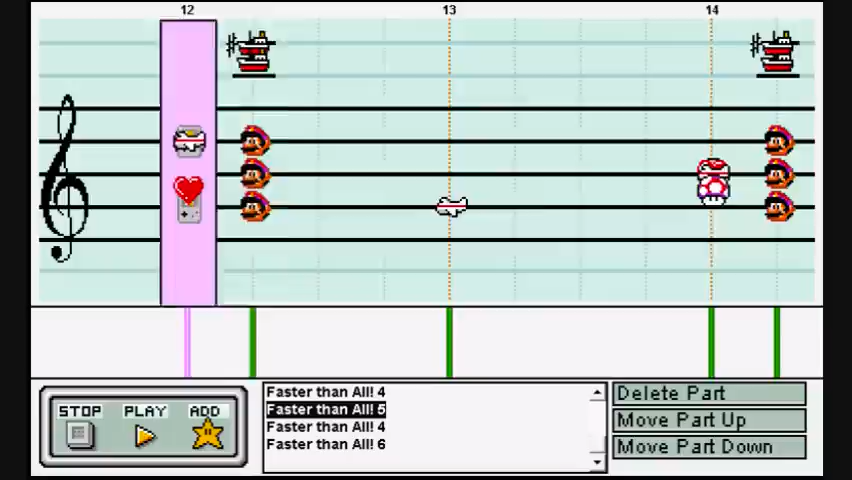 12 13 14
STOP PLAY ADD
Faster than All! 4
Faster than All! 5
Faster than All! 4
Faster than All! 6
Delete Part
Move Part Up
Move Part Down